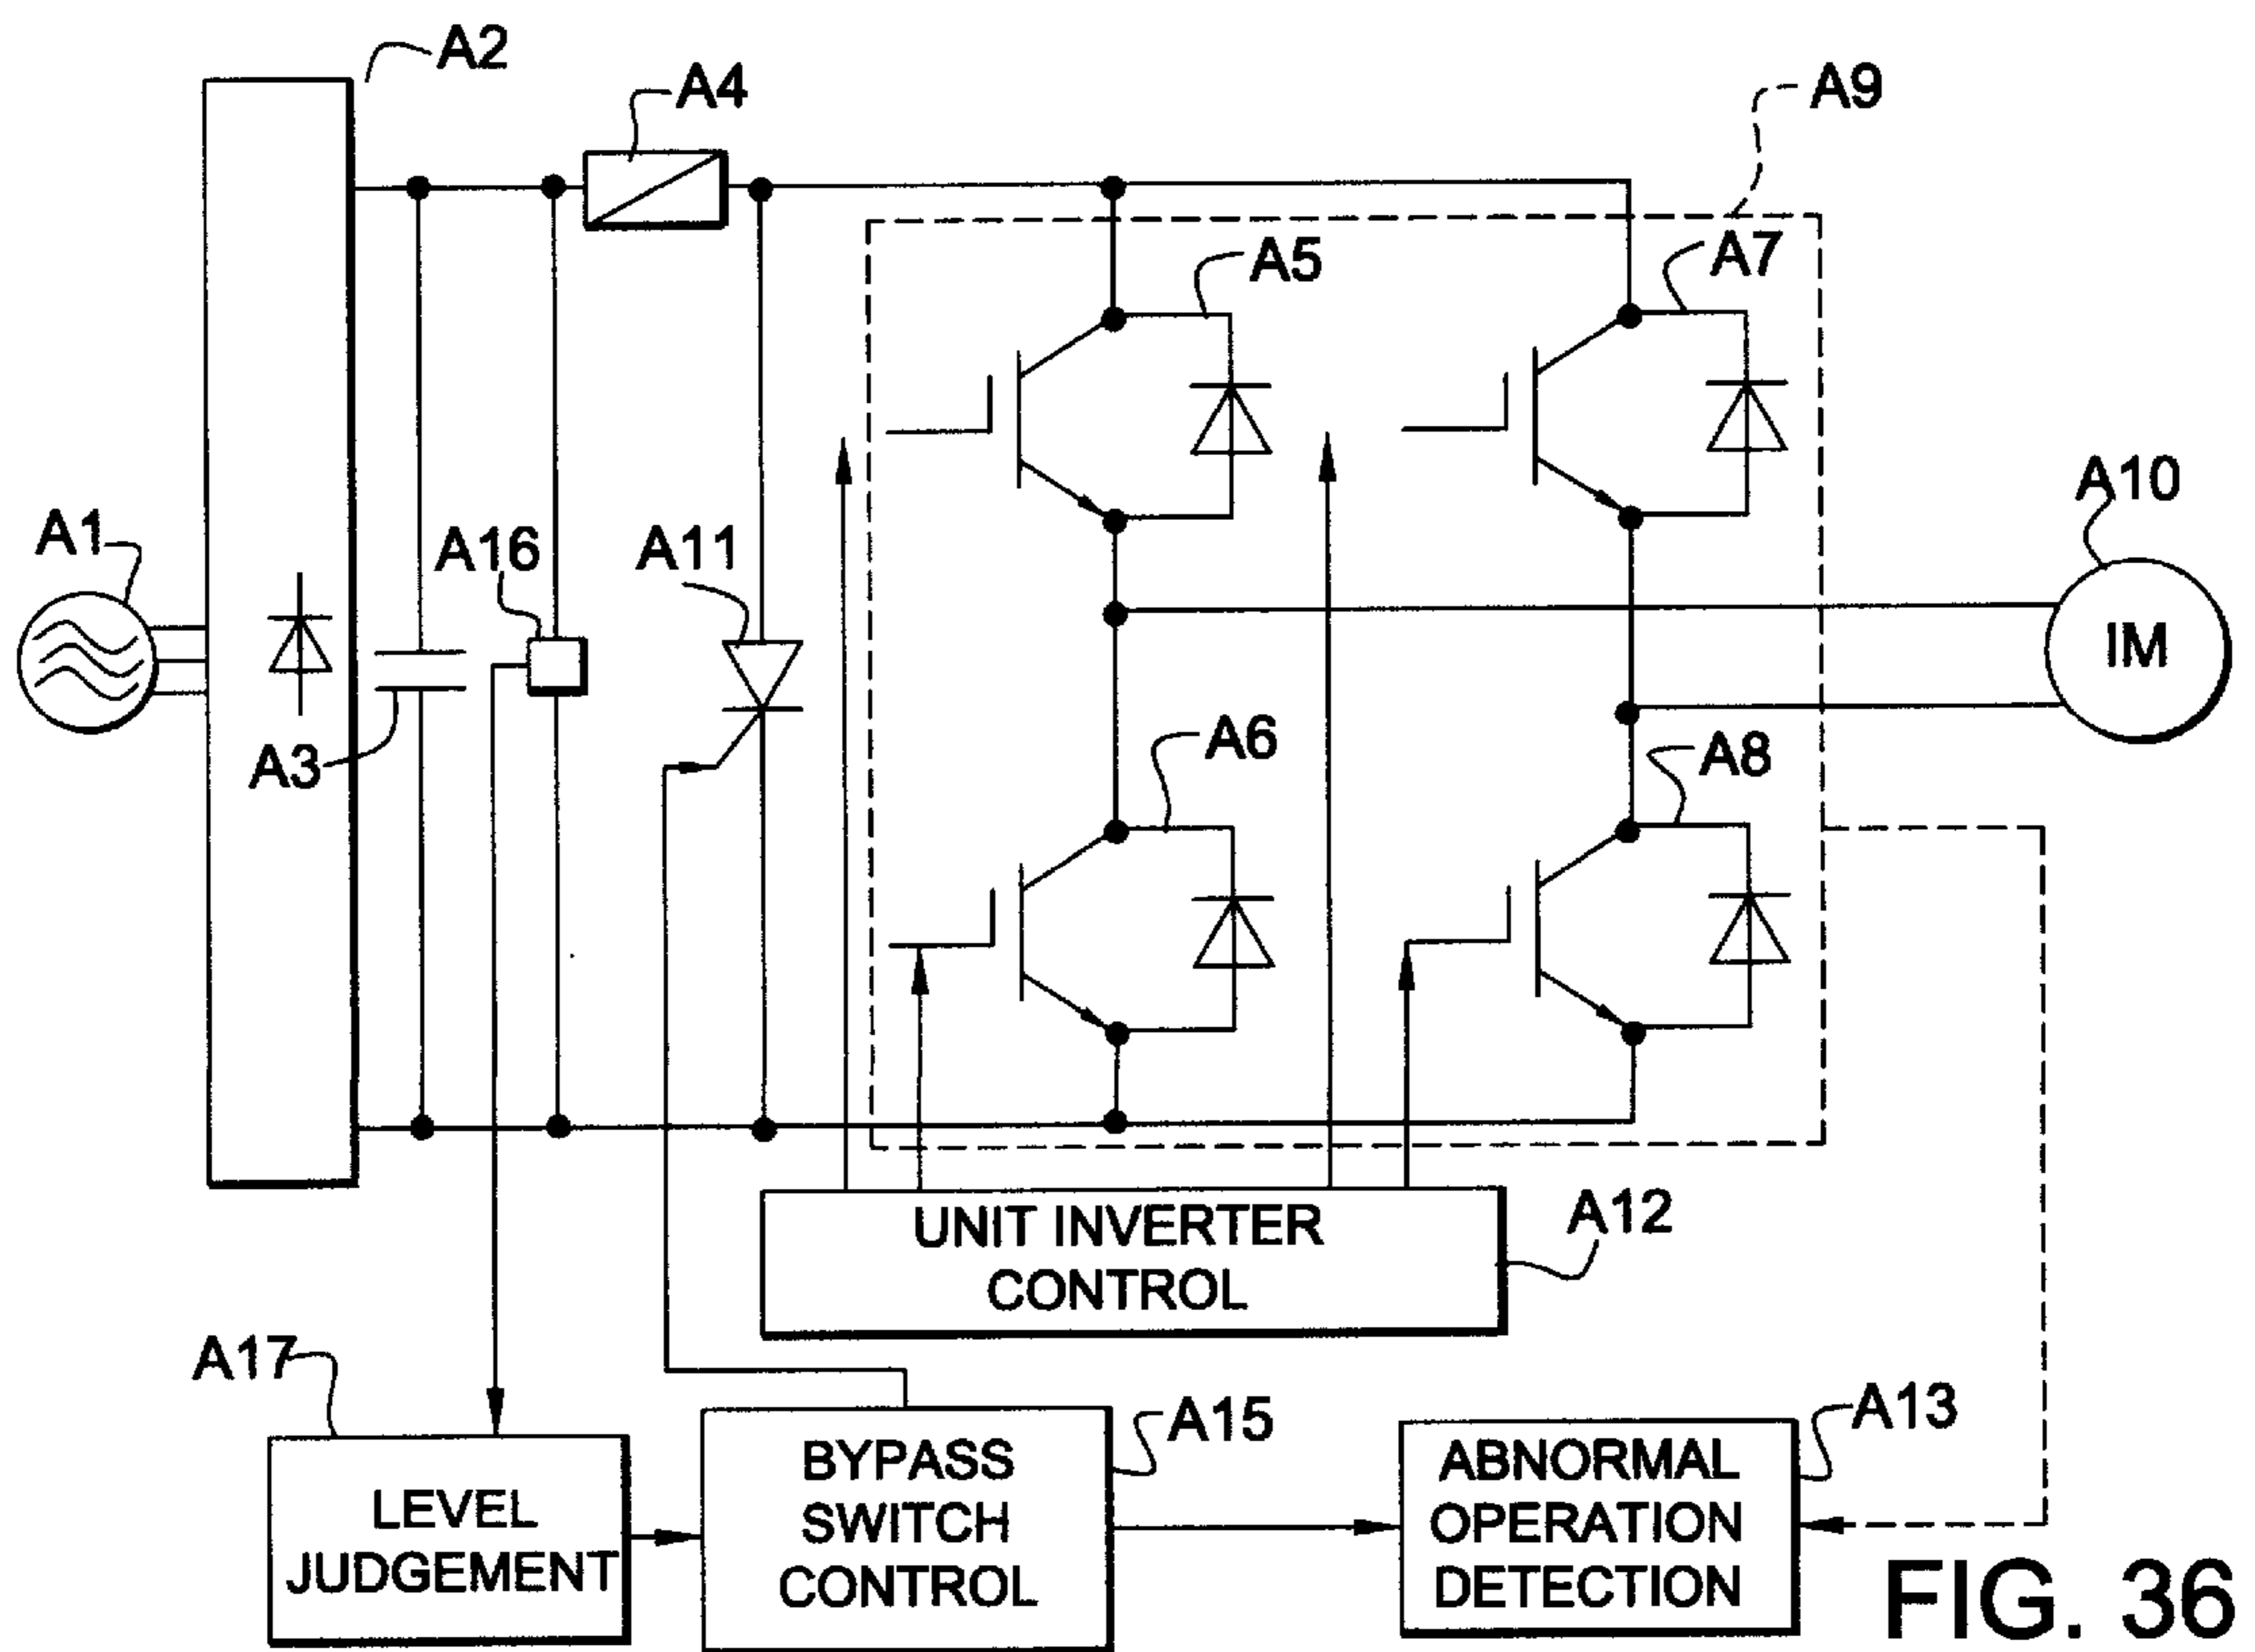 A2
A4
A9
A5
A7
A10
A1
A16
A11
IM
A3
A6
A8
UNIT INVERTER
CONTROL
A12
A17
A15
A13
LEVEL
JUDGEMENT
BYPASS
SWITCH
CONTROL
ABNORMAL
OPERATION
DETECTION
FIG. 36